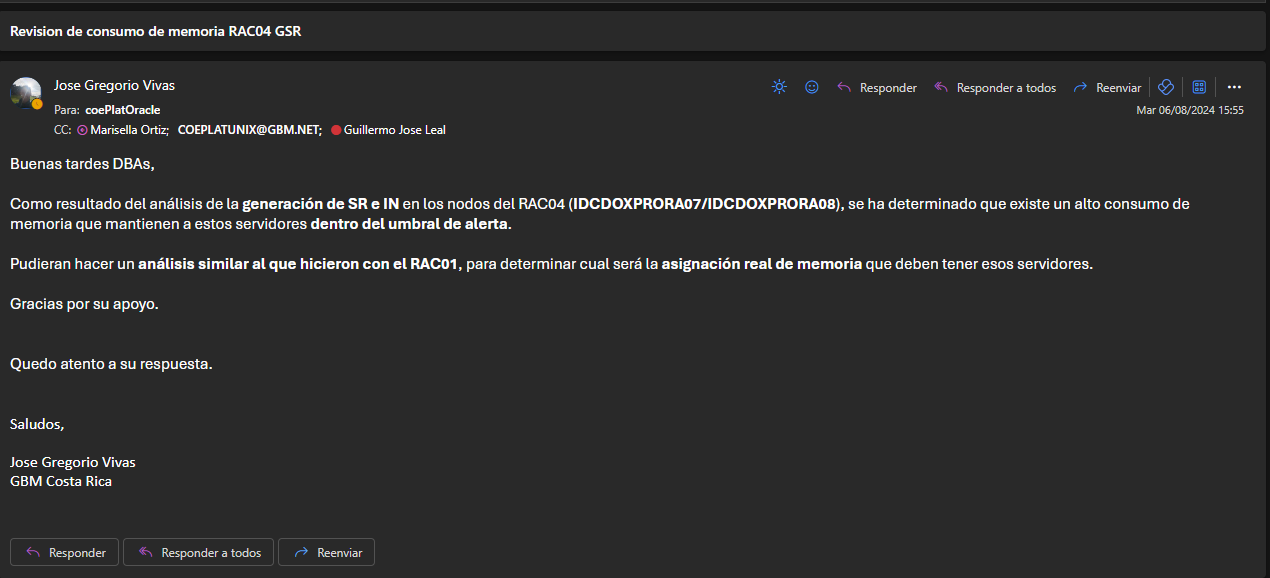 Revision de consumo de memoria RAC04 GSR
Jose Gregorio Vivas
Responder
Responder a todos
Reenviar
Para: coePlatOracle
Mar 06/08/2024 15:55
CC: Marisella Ortiz; COEPLATUNIX@GBM.NET; Guillermo Jose Leal
Buenas tardes DBAs,
Como resultado del análisis de la generación de SR e IN en los nodos del RAC04 (IDCDOXPRORA07/IDCDOXPRORA08), se ha determinado que existe un alto consumo de
memoria que mantienen a estos servidores dentro del umbral de alerta.
Pudieran hacer un análisis similar al que hicieron con el RAC01, para determinar cual será la asignación real de memoria que deben tener esos servidores.
Gracias por su apoyo.
Quedo atento a su respuesta.
Saludos,
Jose Gregorio Vivas
GBM Costa Rica
Responder
Responder a todos
Reenviar